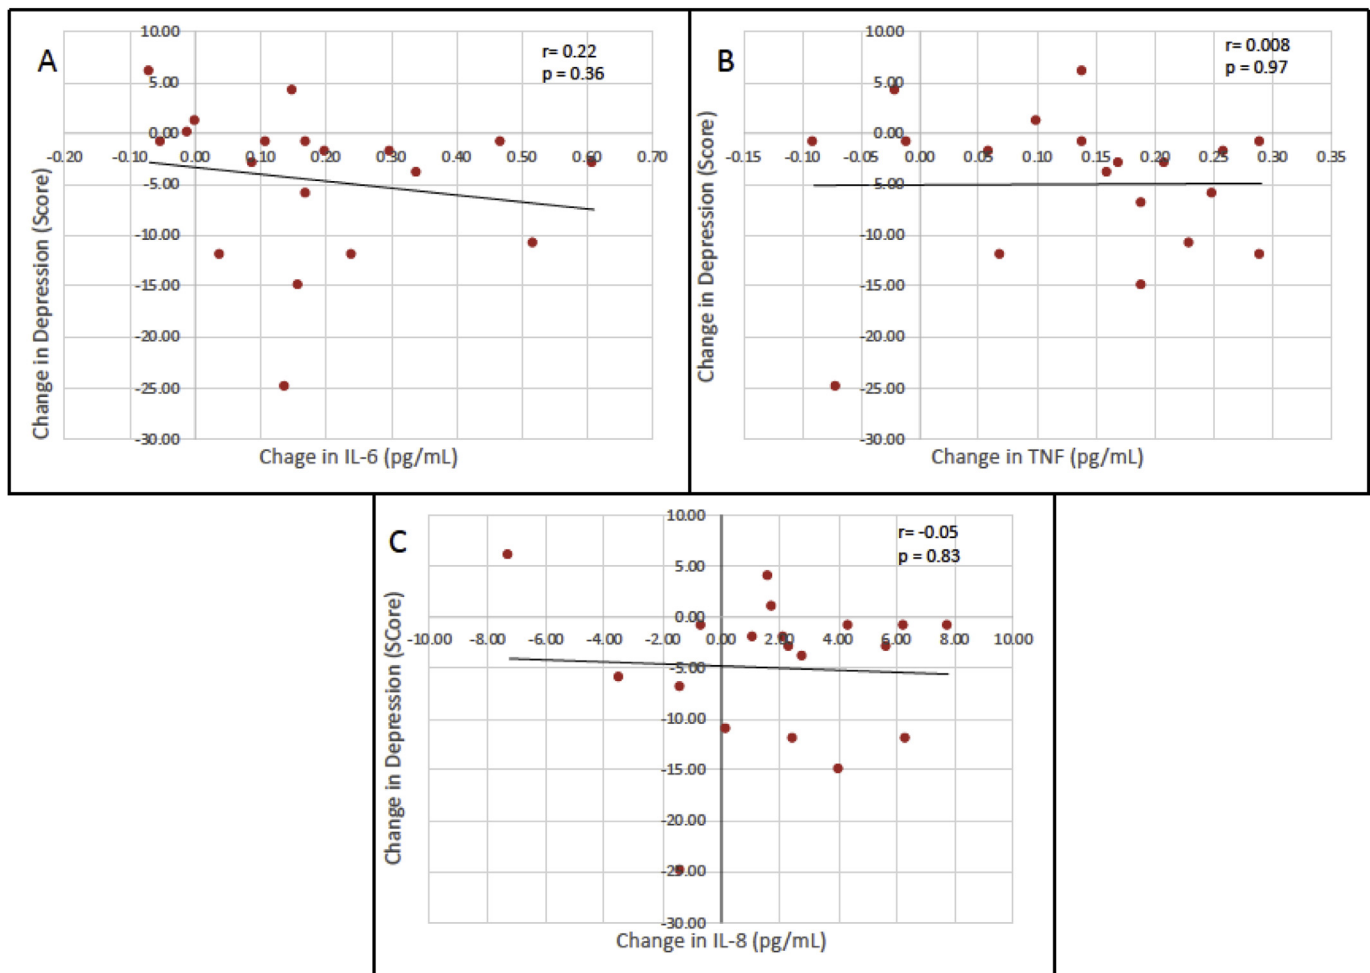 A
r= 0.22
p = 0.36
10.00
5.00
0.00
-5.00
-10.00
-15.00
-20.00
-25.00
-30.00
-0.20 -0.10 0.00 0.10 0.20 0.30 0.40 0.50 0.60 0.70
Change in Depression (Score)
Chage in IL-6 (pg/mL)
B
r= 0.008
p = 0.97
10.00
5.00
0.00
-5.00
-10.00
-15.00
-20.00
-25.00
-30.00
-0.15 -0.10 -0.05 0.00 0.05 0.10 0.15 0.20 0.25 0.30 0.35
Change in Depression (Score)
Change in TNF (pg/mL)
C
r= -0.05
p = 0.83
10.00
5.00
0.00
-5.00
-10.00
-15.00
-20.00
-25.00
-30.00
-10.00 -8.00 -6.00 -4.00 -2.00 0.00 2.00 4.00 6.00 8.00 10.00
Change in Depression (SCore)
Change in IL-8 (pg/mL)